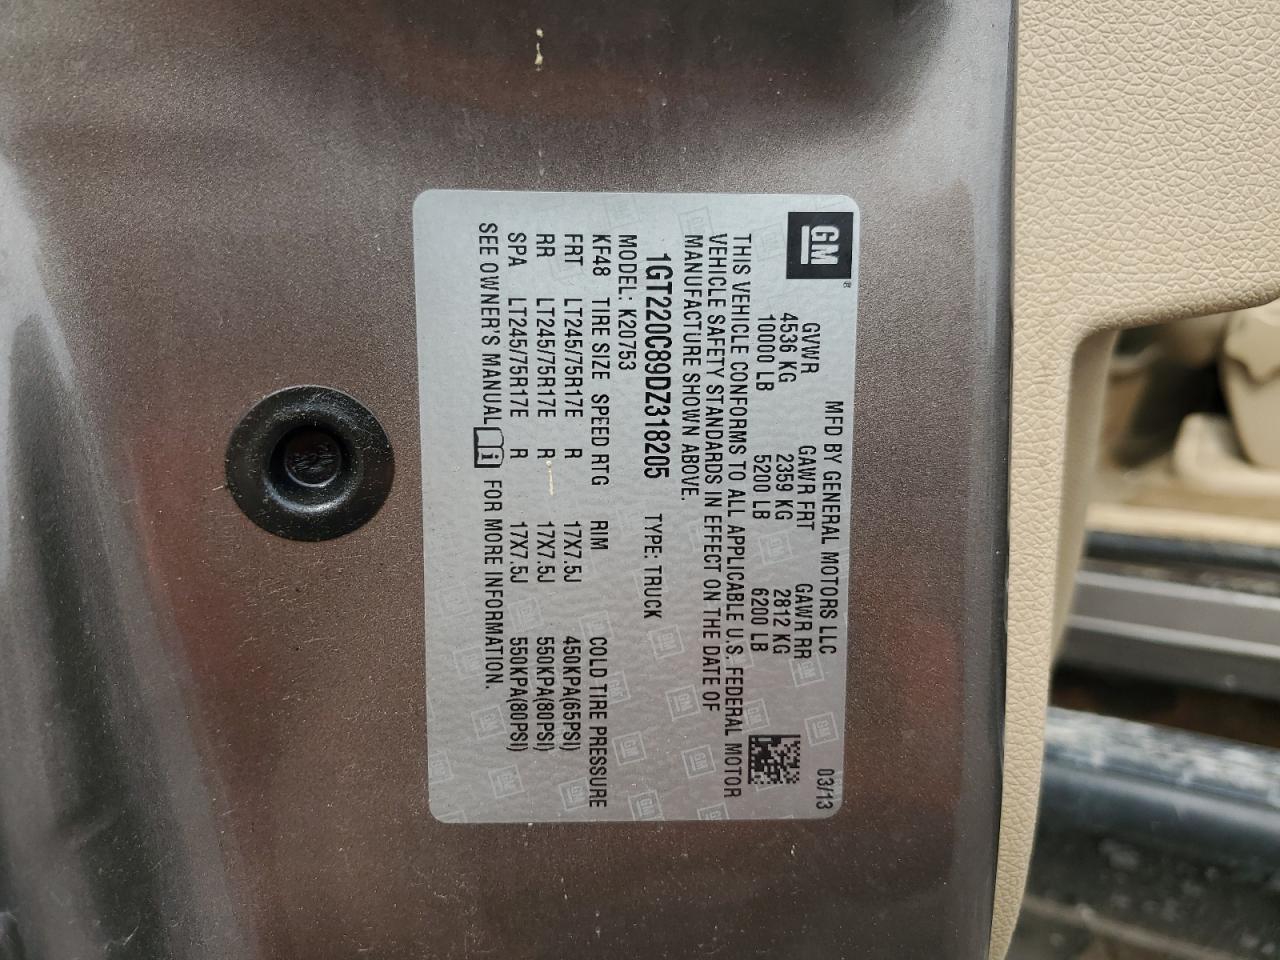 GM ®
MFD BY GENERAL MOTORS LLC 03/13
GVWR GAWR FRT GAWR RR
4536 KG 2359 KG 2812 KG
10000 LB 5200 LB 6200 LB
THIS VEHICLE CONFORMS TO ALL APPLICABLE U.S. FEDERAL MOTOR
VEHICLE SAFETY STANDARDS IN EFFECT ON THE DATE OF
MANUFACTURE SHOWN ABOVE.
1GT220C89DZ318205 TYPE: TRUCK
MODEL: K20753
KF48 TIRE SIZE SPEED RTG RIM COLD TIRE PRESSURE
FRT LT245/75R17E R 17X7.5J 450KPA(65PSI)
RR LT245/75R17E R 17X7.5J 550KPA(80PSI)
SPA LT245/75R17E R 17X7.5J 550KPA(80PSI)
SEE OWNER'S MANUAL i FOR MORE INFORMATION.